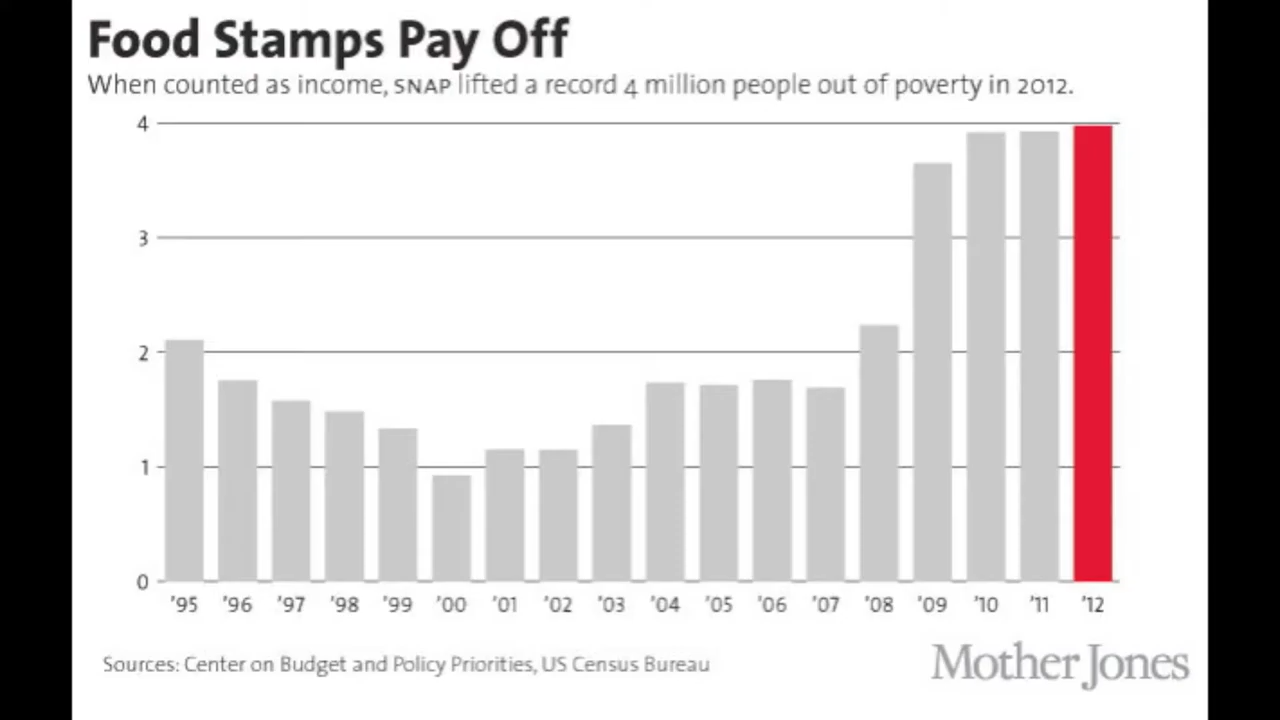 Food Stamps Pay Off
When counted as income, SNAP lifted a record 4 million people out of poverty in 2012.
4
3
2
1
0
'95 '96 '97 '98 '99 '00 '01 '02 '03 '04 '05 '06 '07 '08 '09 '10 '11 '12
Sources: Center on Budget and Policy Priorities, US Census Bureau
Mother Jones